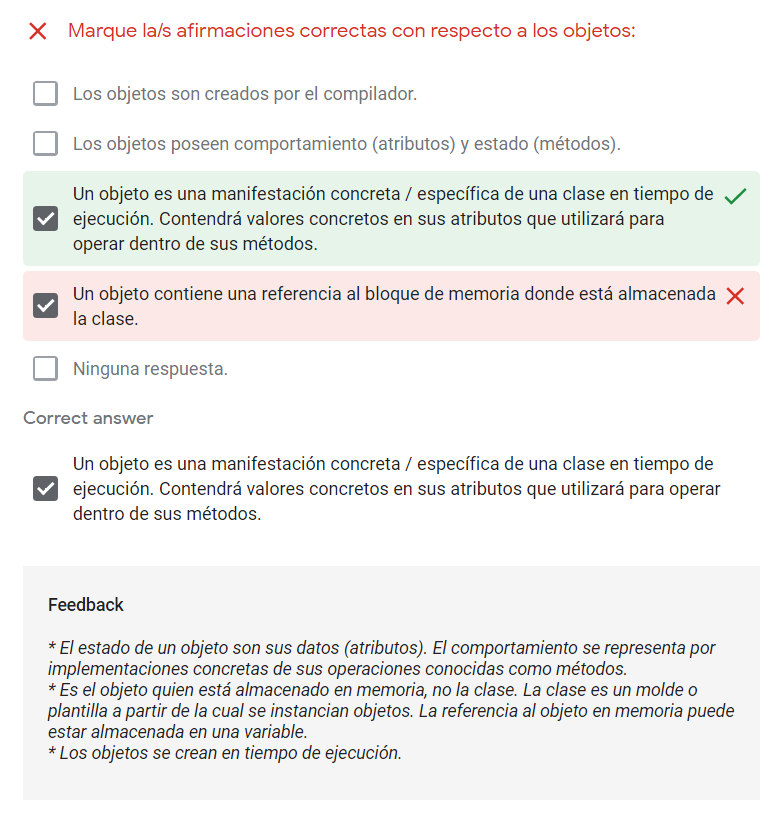 Marque la/s afirmaciones correctas con respecto a los objetos:
Los objetos son creados por el compilador.
Los objetos poseen comportamiento (atributos) y estado (métodos).
Un objeto es una manifestación concreta / específica de una clase en tiempo de
ejecución. Contendrá valores concretos en sus atributos que utilizará para
operar dentro de sus métodos.
Un objeto contiene una referencia al bloque de memoria donde está almacenada
la clase.
Ninguna respuesta.
Correct answer
Un objeto es una manifestación concreta / específica de una clase en tiempo de
ejecución. Contendrá valores concretos en sus atributos que utilizará para operar
dentro de sus métodos.
Feedback
* El estado de un objeto son sus datos (atributos). El comportamiento se representa por
implementaciones concretas de sus operaciones conocidas como métodos.
* Es el objeto quien está almacenado en memoria, no la clase. La clase es un molde o
plantilla a partir de la cual se instancian objetos. La referencia al objeto en memoria puede
estar almacenada en una variable.
* Los objetos se crean en tiempo de ejecución.